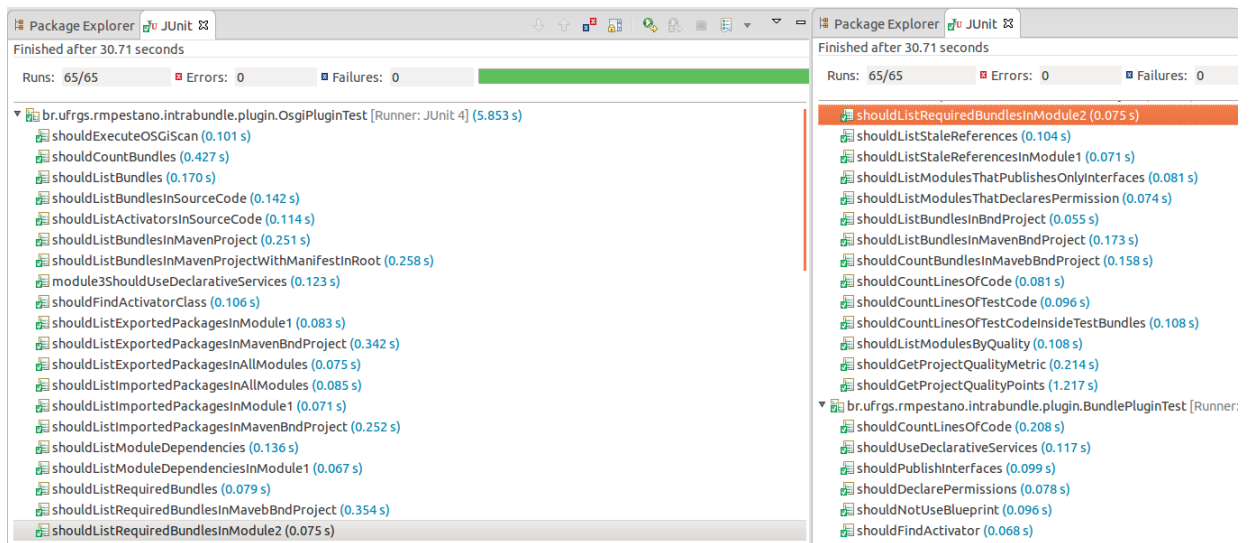 Package Explorer JUnit
Finished after 30.71 seconds
Runs: 65/65 Errors: 0 Failures: 0
br.ufrgs.rmpestano.intrabundle.plugin.OsgiPluginTest [Runner: JUnit 4] (5.853 s)
shouldExecuteOSGiScan (0.101 s)
shouldCountBundles (0.427 s)
shouldListBundles (0.170 s)
shouldListBundlesInSourceCode (0.142 s)
shouldListActivatorsInSourceCode (0.114 s)
shouldListBundlesInMavenProject (0.251 s)
shouldListBundlesInMavenProjectWithManifestInRoot (0.258 s)
module3ShouldUseDeclarativeServices (0.123 s)
shouldFindActivatorClass (0.106 s)
shouldListExportedPackagesInModule1 (0.083 s)
shouldListExportedPackagesInMavenBndProject (0.342 s)
shouldListExportedPackagesInAllModules (0.075 s)
shouldListImportedPackagesInAllModules (0.085 s)
shouldListImportedPackagesInModule1 (0.071 s)
shouldListImportedPackagesInMavenBndProject (0.252 s)
shouldListModuleDependencies (0.136 s)
shouldListModuleDependenciesInModule1 (0.067 s)
shouldListRequiredBundles (0.079 s)
shouldListRequiredBundlesInMavebBndProject (0.354 s)
shouldListRequiredBundlesInModule2 (0.075 s)
Package Explorer JUnit
Finished after 30.71 seconds
Runs: 65/65 Errors: 0 Failures: 0
shouldListRequiredBundlesInModule2 (0.075 s)
shouldListStaleReferences (0.104 s)
shouldListStaleReferencesInModule1 (0.071 s)
shouldListModulesThatPublishesOnlyInterfaces (0.081 s)
shouldListModulesThatDeclaresPermission (0.074 s)
shouldListBundlesInBndProject (0.055 s)
shouldListBundlesInMavenBndProject (0.173 s)
shouldCountBundlesInMavebBndProject (0.158 s)
shouldCountLinesOfCode (0.081 s)
shouldCountLinesOfTestCode (0.096 s)
shouldCountLinesOfTestCodeInsideTestBundles (0.108 s)
shouldListModulesByQuality (0.108 s)
shouldGetProjectQualityMetric (0.214 s)
shouldGetProjectQualityPoints (1.217 s)
br.ufrgs.rmpestano.intrabundle.plugin.BundlePluginTest [Runner:
shouldCountLinesOfCode (0.208 s)
shouldUseDeclarativeServices (0.117 s)
shouldPublishInterfaces (0.099 s)
shouldDeclarePermissions (0.078 s)
shouldNotUseBlueprint (0.096 s)
shouldFindActivator (0.068 s)